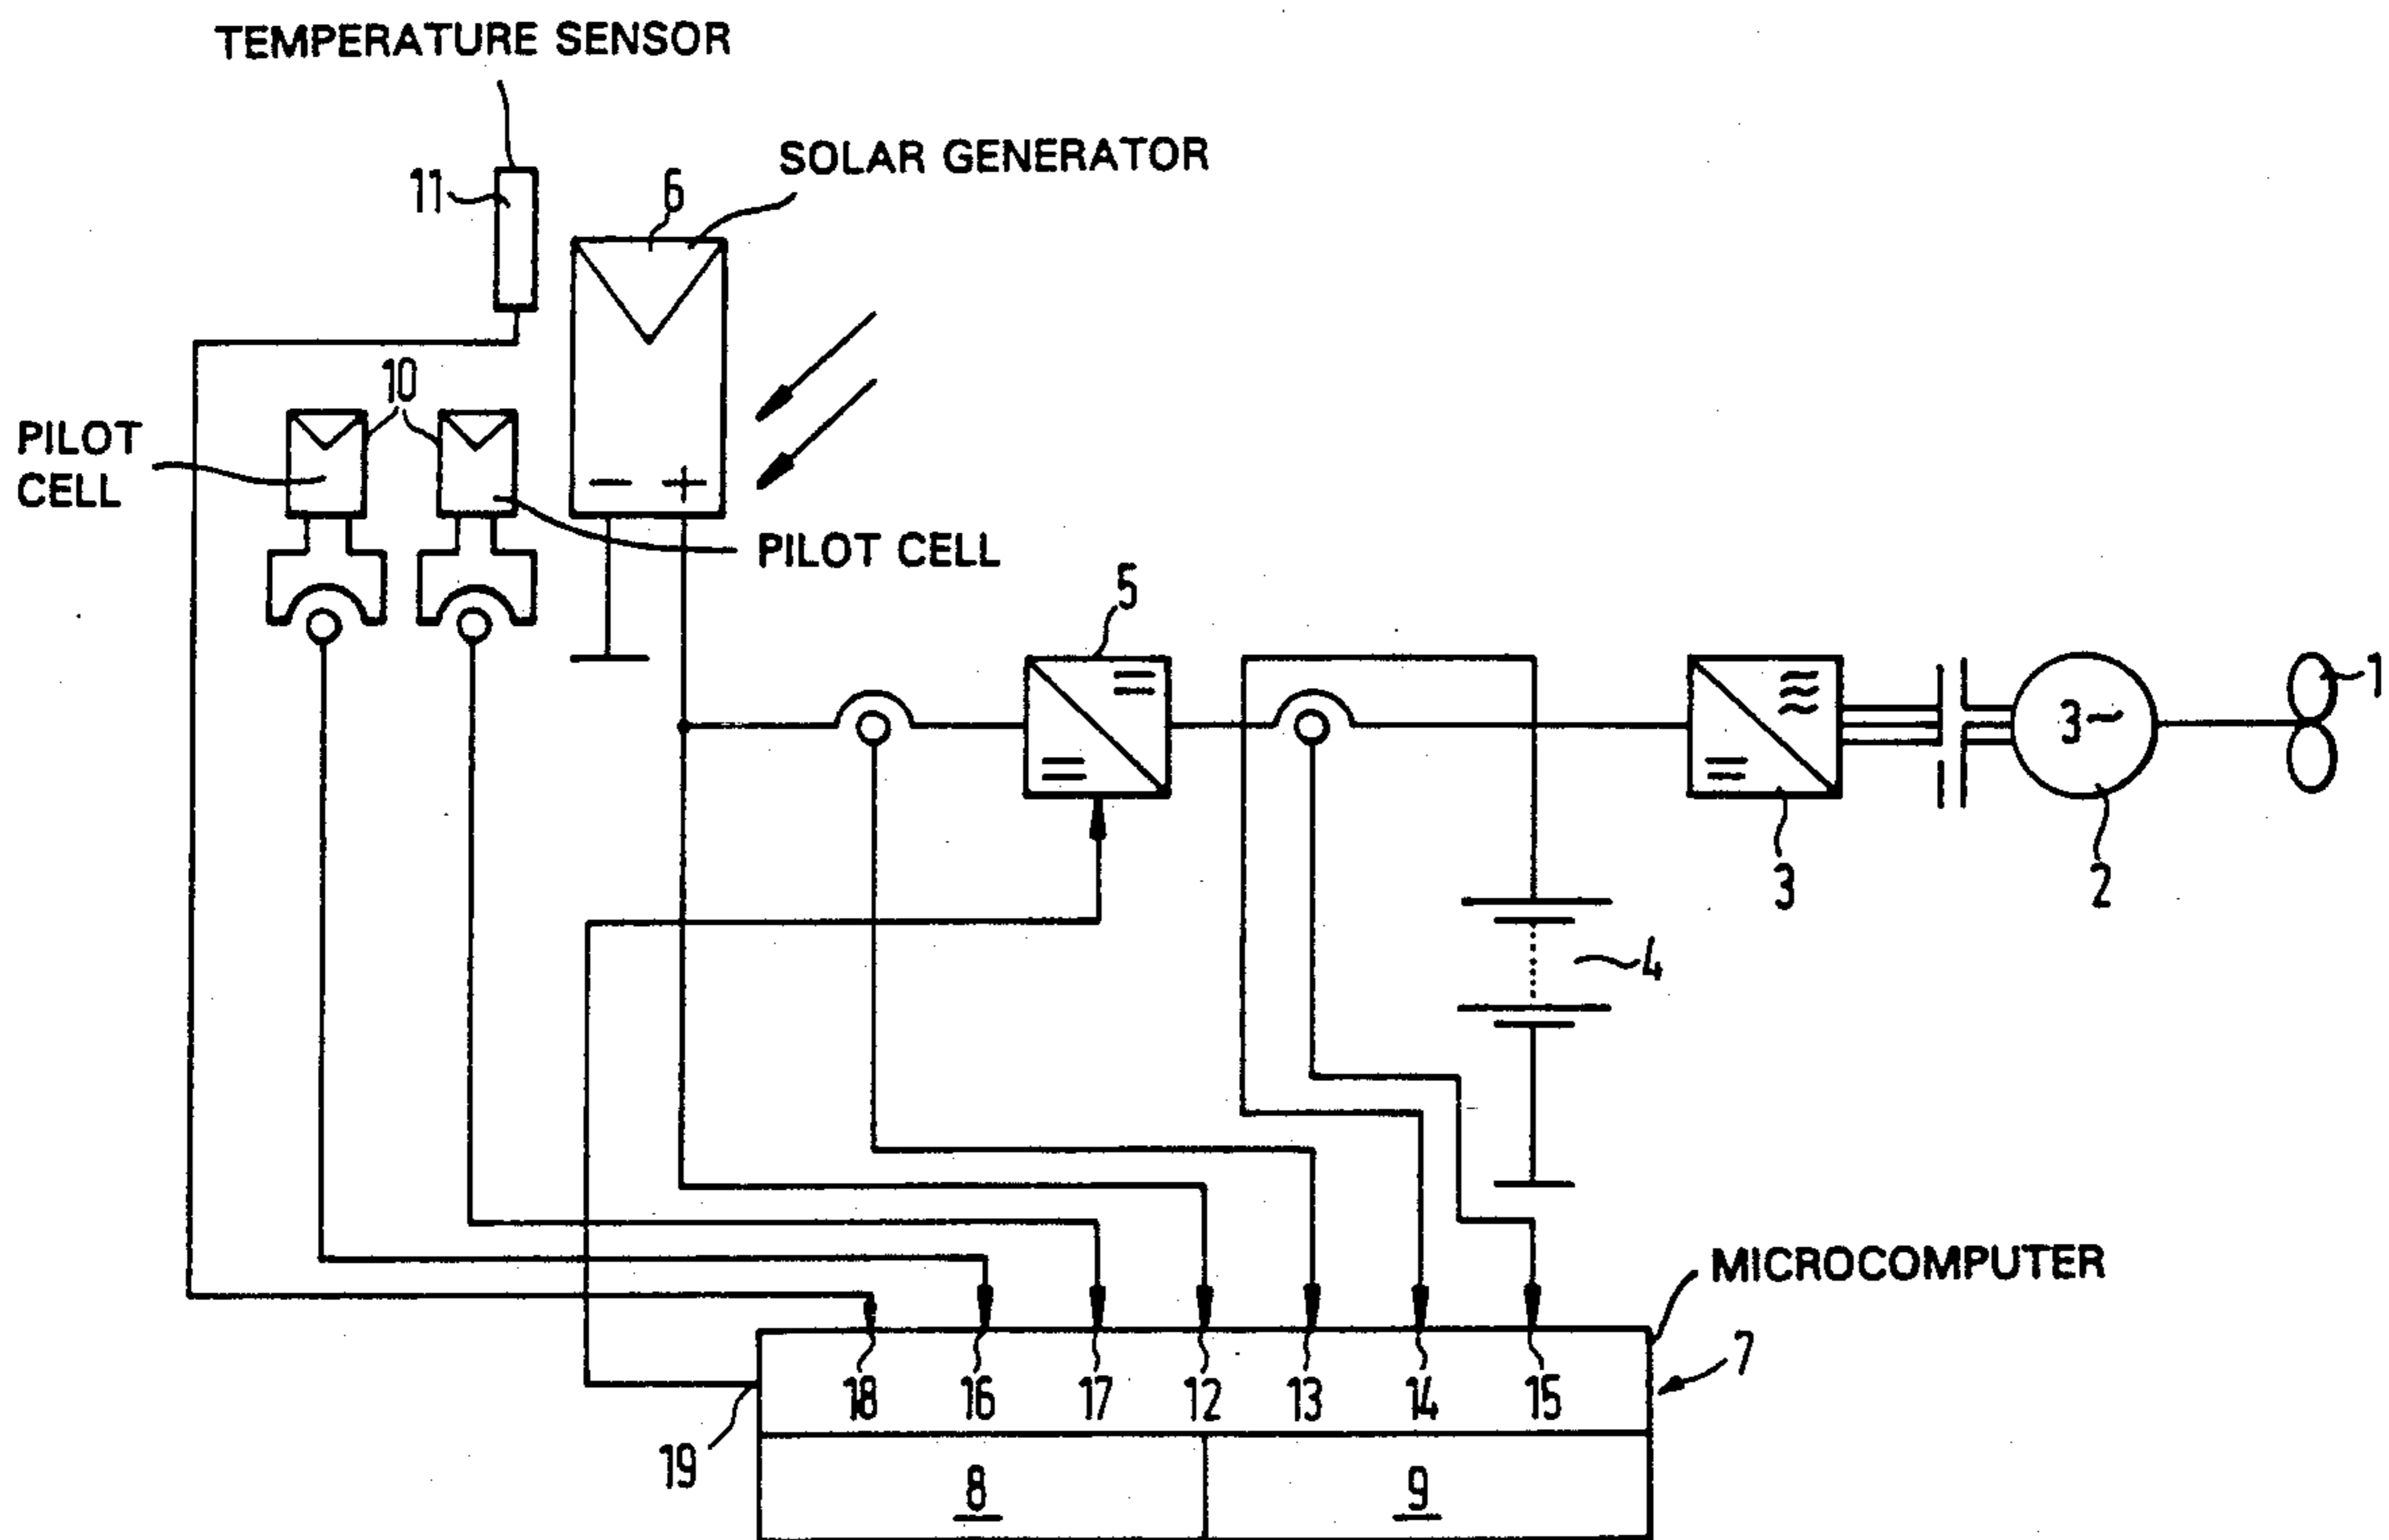 TEMPERATURE SENSOR
SOLAR GENERATOR
11
6
10
PILOT
CELL
PILOT CELL
− +
5
1
3~
3
2
4
MICROCOMPUTER
7
18 16 17 12 13 14 15
19
8 9